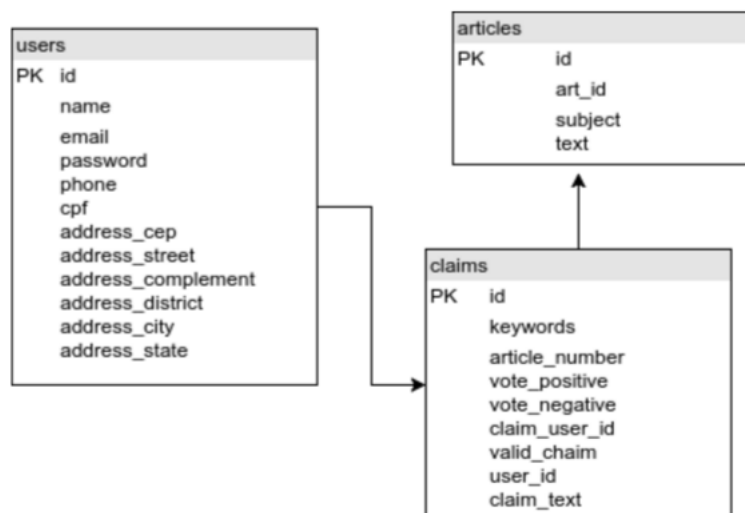 users
PK id
name
email
password
phone
cpf
address_cep
address_street
address_complement
address_district
address_city
address_state
articles
PK id
art_id
subject
text
claims
PK id
keywords
article_number
vote_positive
vote_negative
claim_user_id
valid_chaim
user_id
claim_text